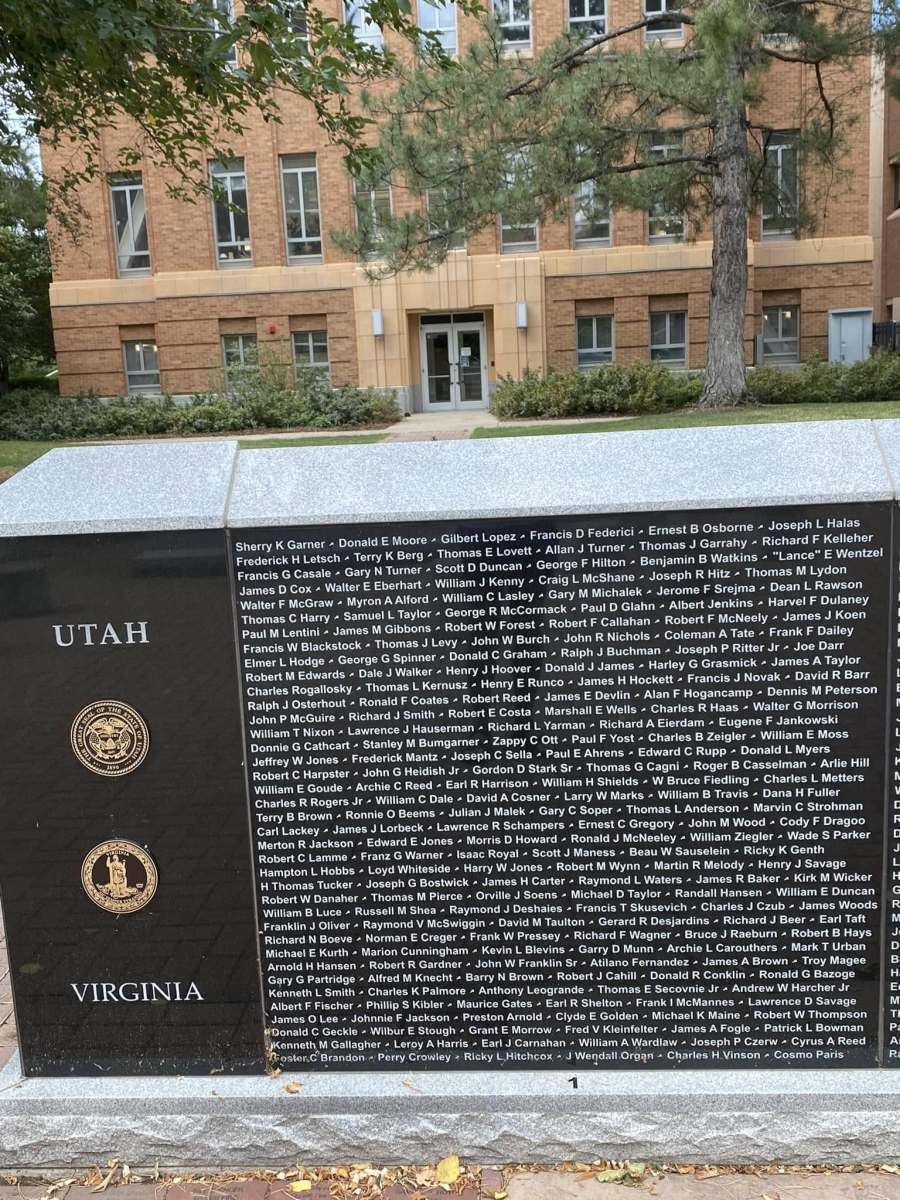 UTAH
THE GREAT SEAL OF THE STATE OF UTAH
1896
VIRGINIA
VIRGINIA
Sherry K Garner - Donald E Moore - Gilbert Lopez - Francis D Federici - Ernest B Osborne - Joseph L Halas
Frederick H Letsch - Terry K Berg - Thomas E Lovett - Allan J Turner - Thomas J Garrahy - Richard F Kelleher
Francis G Casale - Gary N Turner - Scott D Duncan - George F Hilton - Benjamin B Watkins - "Lance" E Wentzel
James D Cox - Walter E Eberhart - William J Kenny - Craig L McShane - Joseph R Hitz - Thomas M Lydon
Walter F McGraw - Myron A Alford - William C Lasley - Gary M Michalek - Jerome F Srejma - Dean L Rawson
Thomas C Harry - Samuel L Taylor - George R McCormack - Paul D Glahn - Albert Jenkins - Harvel F Dulaney
Paul M Lentini - James M Gibbons - Robert W Forest - Robert F Callahan - Robert F McNeely - James J Koen
Francis W Blackstock - Thomas J Levy - John W Burch - John R Nichols - Coleman A Tate - Frank F Dailey
Elmer L Hodge - George G Spinner - Donald C Graham - Ralph J Buchman - Joseph P Ritter Jr - Joe Darr
Robert M Edwards - Dale J Walker - Henry J Hoover - Donald J James - Harley G Grasmick - James A Taylor
Charles Rogallosky - Thomas L Kernusz - Henry E Runco - James H Hockett - Francis J Novak - David R Barr
Ralph J Osterhout - Ronald F Coates - Robert Reed - James E Devlin - Alan F Hogancamp - Dennis M Peterson
John P McGuire - Richard J Smith - Robert E Costa - Marshall E Wells - Charles R Haas - Walter G Morrison
William T Nixon - Lawrence J Hauserman - Richard L Yarman - Richard A Eierdam - Eugene F Jankowski
Donnie G Cathcart - Stanley M Bumgarner - Zappy C Ott - Paul F Yost - Charles B Zeigler - William E Moss
Jeffrey W Jones - Frederick Mantz - Joseph C Sella - Paul E Ahrens - Edward C Rupp - Donald L Myers
Robert C Harpster - John G Heidish Jr - Gordon D Stark Sr - Thomas G Cagni - Roger B Casselman - Arlie Hill
William E Goude - Archie C Reed - Earl R Harrison - William H Shields - W Bruce Fiedling - Charles L Metters
Charles R Rogers Jr - William C Dale - David A Cosner - Larry W Marks - William B Travis - Dana H Fuller
Terry B Brown - Ronnie O Beems - Julian J Malek - Gary C Soper - Thomas L Anderson - Marvin C Strohman
Carl Lackey - James J Lorbeck - Lawrence R Schampers - Ernest C Gregory - John M Wood - Cody F Dragoo
Merton R Jackson - Edward E Jones - Morris D Howard - Ronald J McNeeley - William Ziegler - Wade S Parker
Robert C Lamme - Franz G Warner - Isaac Royal - Scott J Maness - Beau W Sauselein - Ricky K Genth
Hampton L Hobbs - Loyd Whiteside - Harry W Jones - Robert M Wynn - Martin R Melody - Henry J Savage
H Thomas Tucker - Joseph G Bostwick - James H Carter - Raymond L Waters - James R Baker - Kirk M Wicker
Robert W Danaher - Thomas M Pierce - Orville J Soens - Michael D Taylor - Randall Hansen - William E Duncan
William B Luce - Russell M Shea - Raymond J Deshaies - Francis T Skusevich - Charles J Czub - James Woods
Franklin J Oliver - Raymond V McSwiggin - David M Taulton - Gerard R Desjardins - Richard J Beer - Earl Taft
Richard N Boeve - Norman E Creger - Frank W Pressey - Richard F Wagner - Bruce J Raeburn - Robert B Hays
Michael E Kurth - Marion Cunningham - Kevin L Blevins - Garry D Munn - Archie L Carouthers - Mark T Urban
Arnold H Hansen - Robert R Gardner - John W Franklin Sr - Atilano Fernandez - James A Brown - Troy Magee
Gary G Partridge - Alfred M Knecht - Barry N Brown - Robert J Cahill - Donald R Conklin - Ronald G Bazoge
Kenneth L Smith - Charles K Palmore - Anthony Leogrande - Thomas E Secovnie Jr - Andrew W Harcher Jr
Albert F Fischer - Phillip S Kibler - Maurice Gates - Earl R Shelton - Frank I McMannes - Lawrence D Savage
James O Lee - Johnnie F Jackson - Preston Arnold - Clyde E Golden - Michael K Maine - Robert W Thompson
Donald C Geckle - Wilbur E Stough - Grant E Morrow - Fred V Kleinfelter - James A Fogle - Patrick L Bowman
Kenneth M Gallagher - Leroy A Harris - Earl J Carnahan - William A Wardlaw - Joseph P Czerw - Cyrus A Reed
Foster C Brandon - Perry Crowley - Ricky L Hitchcox - J Wendall Organ - Charles H Vinson - Cosmo Paris
1